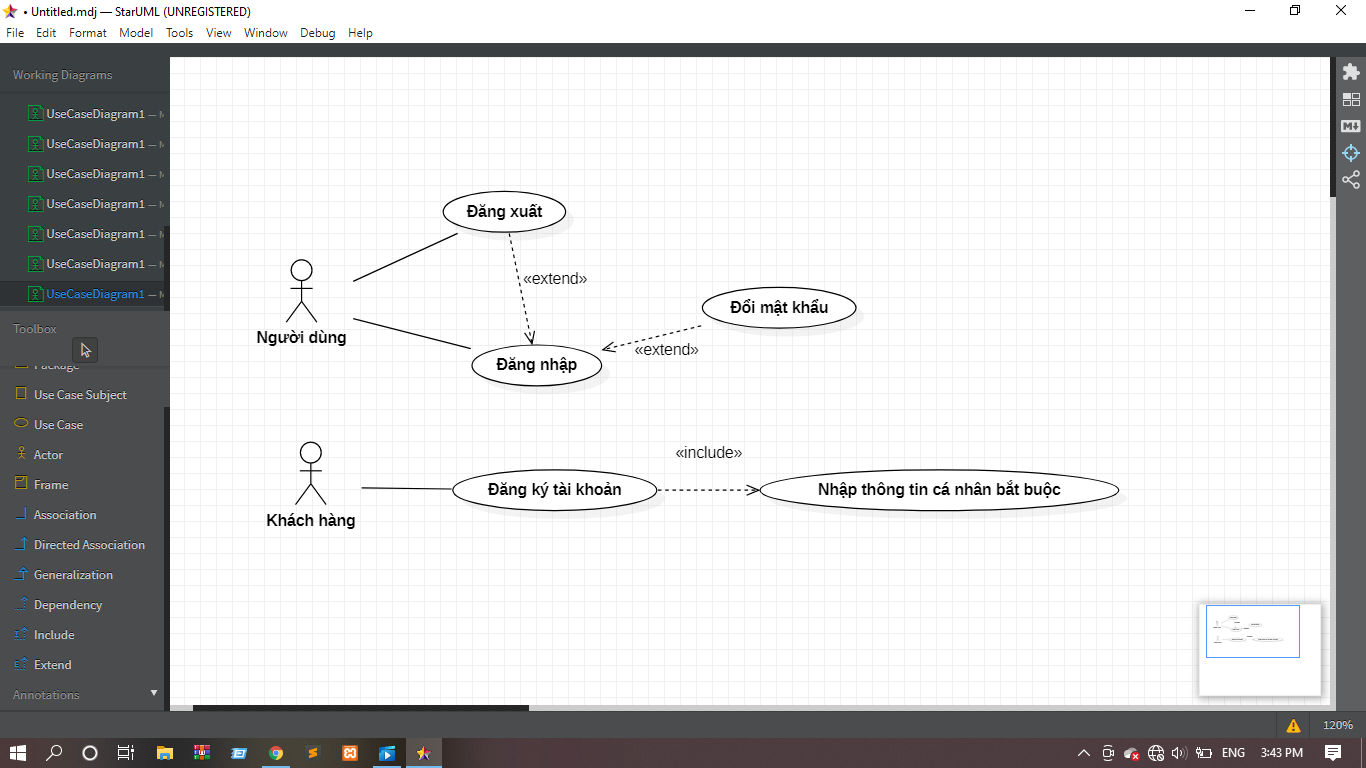 • Untitled.mdj — StarUML (UNREGISTERED)
File Edit Format Model Tools View Window Debug Help
Working Diagrams
UseCaseDiagram1 — M
UseCaseDiagram1 — M
UseCaseDiagram1 — M
UseCaseDiagram1 — M
UseCaseDiagram1 — M
UseCaseDiagram1 — M
UseCaseDiagram1 — M
Toolbox
Package
Use Case Subject
Use Case
Actor
Frame
Association
Directed Association
Generalization
Dependency
Include
Extend
Annotations
Đăng xuất
«extend»
Người dùng
Đổi mật khẩu
«extend»
Đăng nhập
«include»
Khách hàng
Đăng ký tài khoản
Nhập thông tin cá nhân bắt buộc
M
120%
ENG
3:43 PM